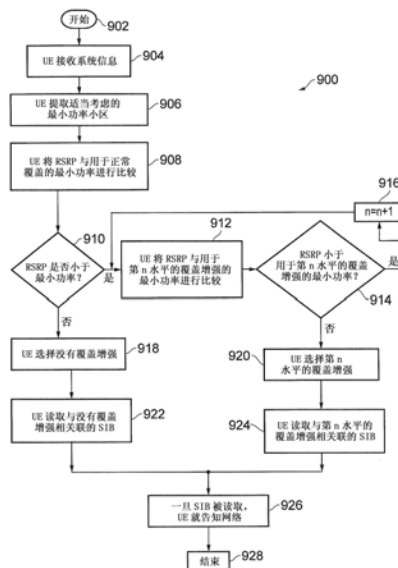 开始
902
UE 接收系统信息
904
900
UE 提取适当考虑的
最小功率小区
906
UE 将 RSRP 与用于正常
覆盖的最小功率进行比较
908
916
n=n+1
910
RSRP 是否小于
最小功率？
是
912
UE 将 RSRP 与用于
第 n 水平的覆盖增强的
最小功率进行比较
RSRP 小于
用于第 n 水平的覆盖增
强的最小功率？
是
914
否
否
UE 选择没有覆盖增强
918
920
UE 选择第 n
水平的覆盖增强
UE 读取与没有覆盖
增强相关联的 SIB
922
924
UE 读取与第 n 水平的
覆盖增强相关联的 SIB
一旦 SIB 被读取，
UE 就告知网络
926
结束
928